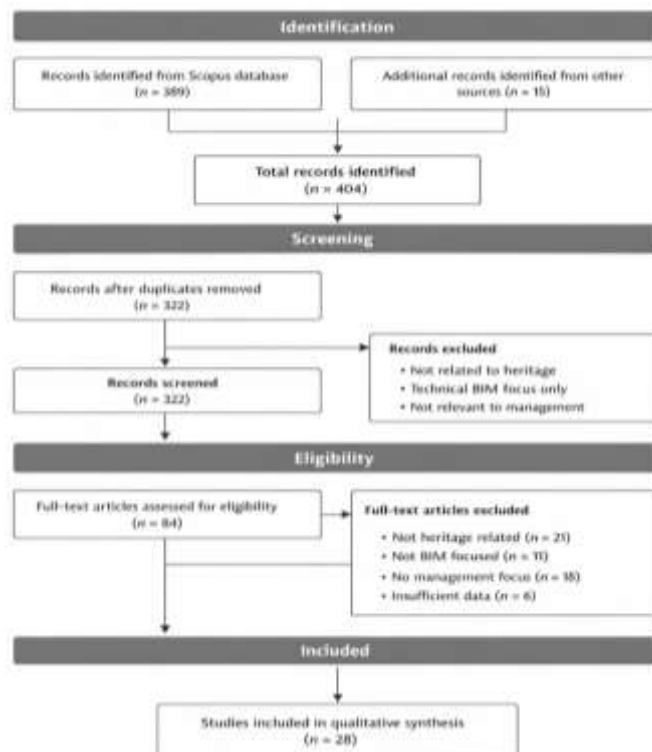 Identification
Records identified from Scopus database
(n = 389)
Additional records identified from other
sources (n = 15)
Total records identified
(n = 404)
Screening
Records after duplicates removed
(n = 322)
Records excluded
• Not related to heritage
• Technical BIM focus only
• Not relevant to management
Records screened
(n = 322)
Eligibility
Full-text articles assessed for eligibility
(n = 84)
Full-text articles excluded
• Not heritage related (n = 21)
• Not BIM focused (n = 11)
• No management focus (n = 18)
• Insufficient data (n = 6)
Included
Studies included in qualitative synthesis
(n = 28)